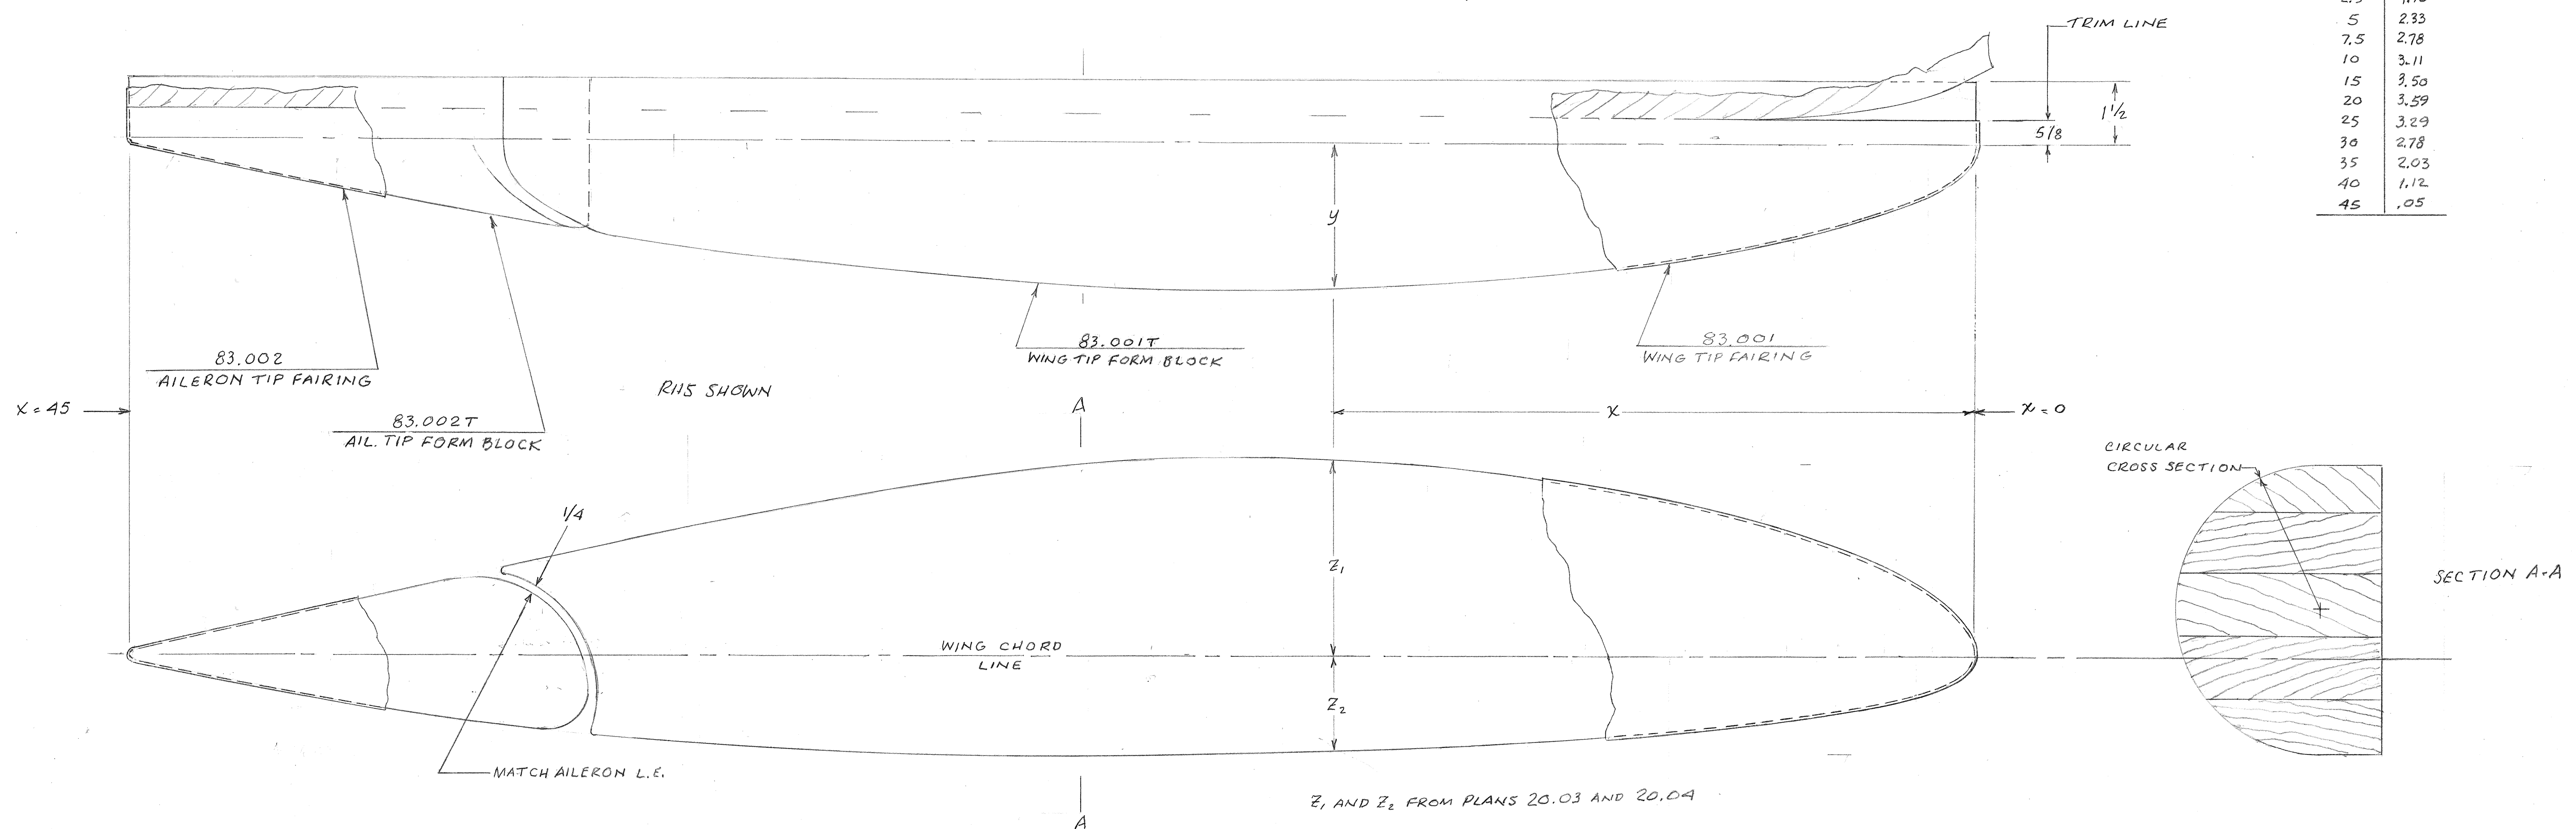 TRIM LINE
5 2.33
7.5 2.78
10 3.11
15 3.50
20 3.59
25 3.29
30 2.78
35 2.03
40 1.12
45 .05
1 1/2
5/8
y
83.002
AILERON TIP FAIRING
83.002T
AIL. TIP FORM BLOCK
RHS SHOWN
83.001T
WING TIP FORM BLOCK
83.001
WING TIP FAIRING
X = 45
A
X
X = 0
CIRCULAR
CROSS SECTION
1/4
Z1
SECTION A-A
WING CHORD
LINE
Z2
MATCH AILERON L.E.
Z1 AND Z2 FROM PLANS 20.03 AND 20.04
A